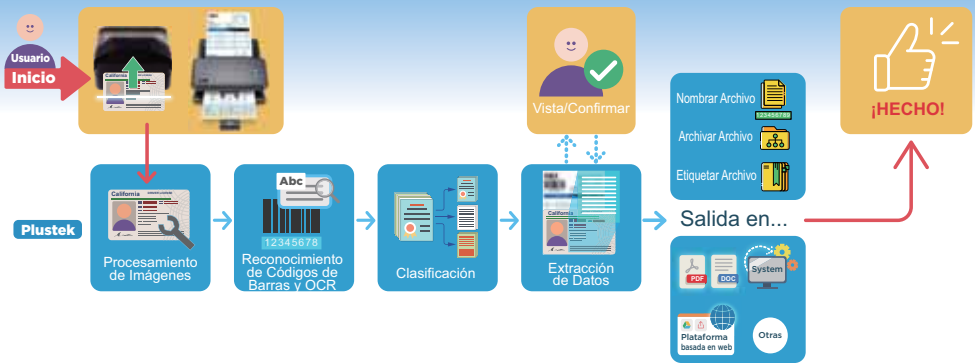 Usuario
Inicio
California
Vista/Confirmar
Nombrar Archivo
123456789
Archivar Archivo
Etiquetar Archivo
¡HECHO!
Plustek
California
Procesamiento
de Imágenes
Abc
12345678
Reconocimiento
de Códigos de
Barras y OCR
Clasificación
California
Extracción
de Datos
Salida en...
PDF
DOC
System
Plataforma
basada en web
Otras